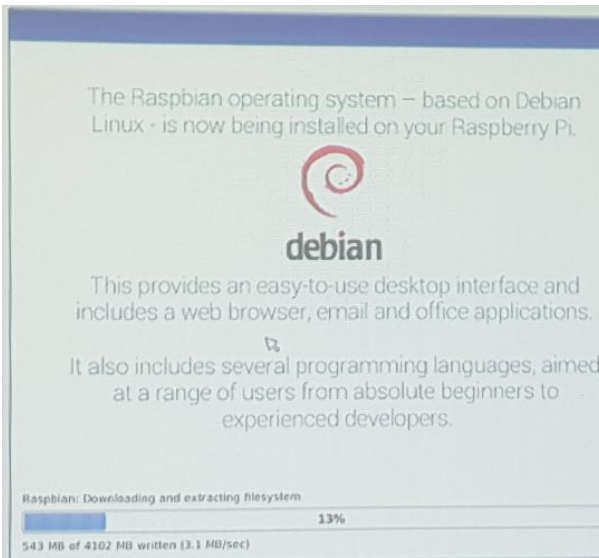 The Raspbian operating system – based on Debian
Linux - is now being installed on your Raspberry Pi.
debian
This provides an easy-to-use desktop interface and
includes a web browser, email and office applications.
It also includes several programming languages, aimed
at a range of users from absolute beginners to
experienced developers.
Raspbian: Downloading and extracting filesystem
13%
543 MB of 4102 MB written (3.1 MB/sec)